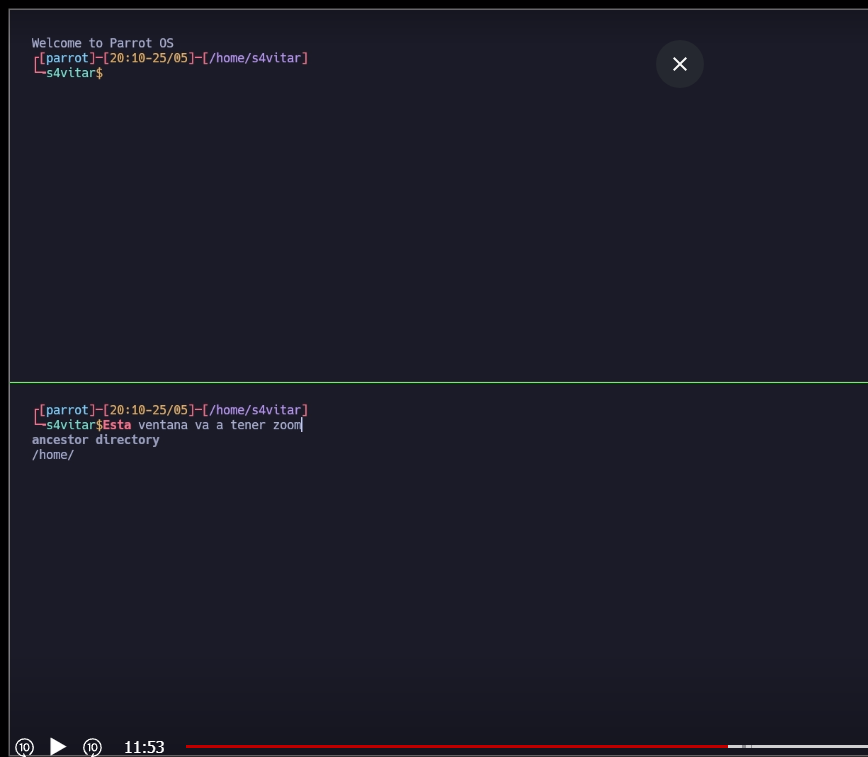 Welcome to Parrot OS
┌[parrot]─[20:10-25/05]─[/home/s4vitar]
└╼s4vitar$
┌[parrot]─[20:10-25/05]─[/home/s4vitar]
└╼s4vitar$Esta ventana va a tener zoom
ancestor directory
/home/
10 10 11:53